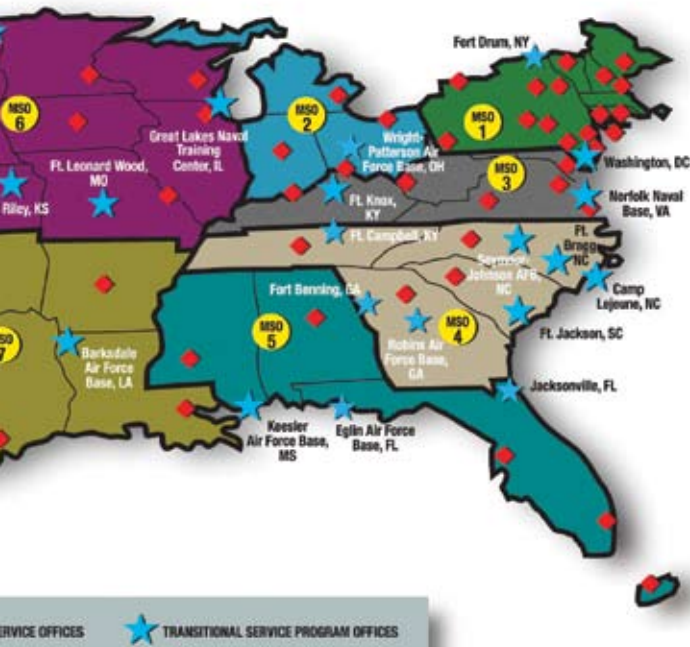 Fort Drum, NY
MSO
6
MSO
2
MSO
1
Great Lakes Naval
Training
Center, IL
Wright-
Patterson Air
Force Base, OH
Washington, DC
Ft. Leonard Wood,
MO
MSO
3
Riley, KS
Ft. Knox,
KY
Norfolk Naval
Base, VA
Ft. Campbell, KY
Ft.
Bragg
NC
Seymour-
Johnson AFB,
NC
Camp
Lejeune, NC
Fort Benning, GA
MSO
5
MSO
4
Ft. Jackson, SC
SO
7
Barksdale
Air Force
Base, LA
Robins Air
Force Base,
GA
Jacksonville, FL
Keesler
Air Force Base,
MS
Eglin Air Force
Base, FL
ERVICE OFFICES
TRANSITIONAL SERVICE PROGRAM OFFICES